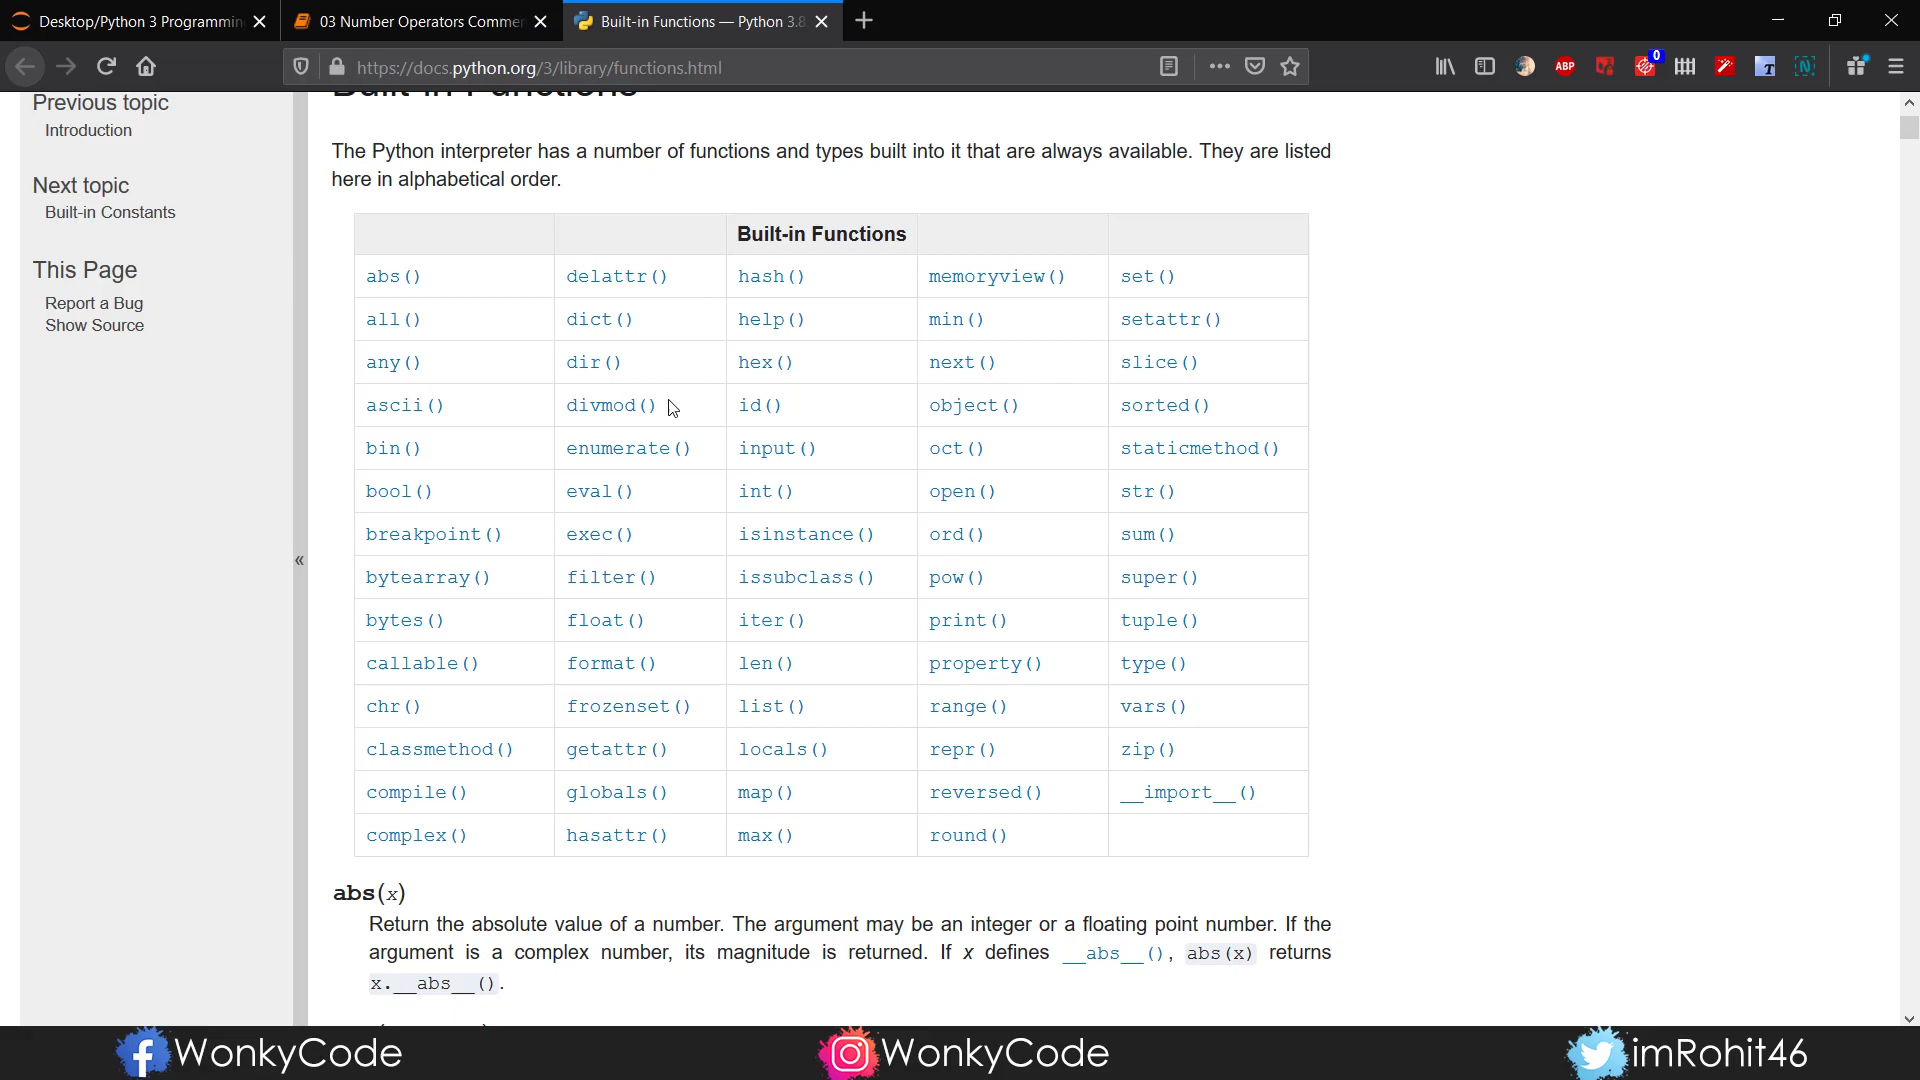 Desktop/Python 3 Programmin
03 Number Operators Commer
Built-in Functions — Python 3.8
https://docs.python.org/3/library/functions.html
ABP
0
Previous topic
Introduction
Next topic
Built-in Constants
This Page
Report a Bug
Show Source
«
Built-in Functions
The Python interpreter has a number of functions and types built into it that are always available. They are listed
here in alphabetical order.
Built-in Functions
abs() delattr() hash() memoryview() set()
all() dict() help() min() setattr()
any() dir() hex() next() slice()
ascii() divmod() id() object() sorted()
bin() enumerate() input() oct() staticmethod()
bool() eval() int() open() str()
breakpoint() exec() isinstance() ord() sum()
bytearray() filter() issubclass() pow() super()
bytes() float() iter() print() tuple()
callable() format() len() property() type()
chr() frozenset() list() range() vars()
classmethod() getattr() locals() repr() zip()
compile() globals() map() reversed() __import__()
complex() hasattr() max() round()
abs(x)
Return the absolute value of a number. The argument may be an integer or a floating point number. If the
argument is a complex number, its magnitude is returned. If x defines __abs__(), abs(x) returns
x.__abs__().
WonkyCode
WonkyCode
imRohit46